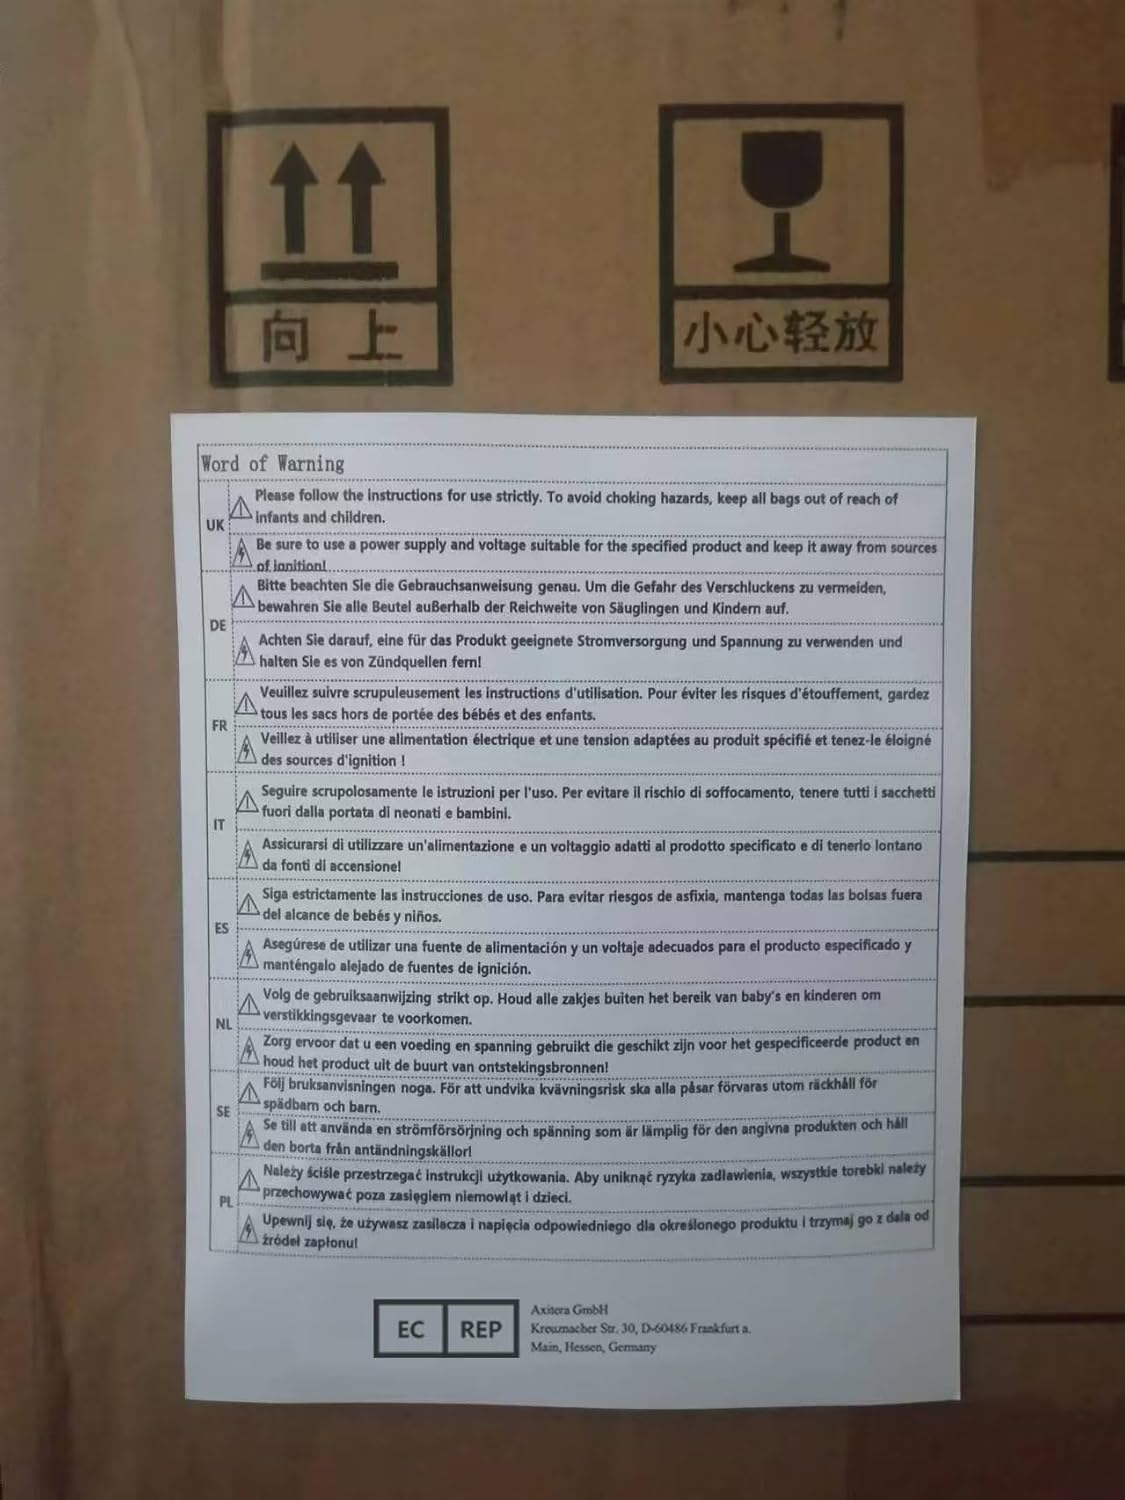 向 上
小心轻放
Word of Warning
UK
Please follow the instructions for use strictly. To avoid choking hazards, keep all bags out of reach of
infants and children.
Be sure to use a power supply and voltage suitable for the specified product and keep it away from sources
of ignition!
DE
Bitte beachten Sie die Gebrauchsanweisung genau. Um die Gefahr des Verschluckens zu vermeiden,
bewahren Sie alle Beutel außerhalb der Reichweite von Säuglingen und Kindern auf.
Achten Sie darauf, eine für das Produkt geeignete Stromversorgung und Spannung zu verwenden und
halten Sie es von Zündquellen fern!
FR
Veuillez suivre scrupuleusement les instructions d'utilisation. Pour éviter les risques d'étouffement, gardez
tous les sacs hors de portée des bébés et des enfants.
Veillez à utiliser une alimentation électrique et une tension adaptées au produit spécifié et tenez-le éloigné
des sources d'ignition !
IT
Seguire scrupolosamente le istruzioni per l'uso. Per evitare il rischio di soffocamento, tenere tutti i sacchetti
fuori dalla portata di neonati e bambini.
Assicurarsi di utilizzare un'alimentazione e un voltaggio adatti al prodotto specificato e di tenerlo lontano
da fonti di accensione!
ES
Siga estrictamente las instrucciones de uso. Para evitar riesgos de asfixia, mantenga todas las bolsas fuera
del alcance de bebés y niños.
Asegúrese de utilizar una fuente de alimentación y un voltaje adecuados para el producto especificado y
manténgalo alejado de fuentes de ignición.
NL
Volg de gebruiksaanwijzing strikt op. Houd alle zakjes buiten het bereik van baby's en kinderen om
verstikkingsgevaar te voorkomen.
Zorg ervoor dat u een voeding en spanning gebruikt die geschikt zijn voor het gespecificeerde product en
houd het product uit de buurt van ontstekingsbronnen!
SE
Följ bruksanvisningen noga. För att undvika kvävningsrisk ska alla påsar förvaras utom räckhåll för
spädbarn och barn.
Se till att använda en strömförsörjning och spänning som är lämplig för den angivna produkten och håll
den borta från antändningskällor!
PL
Należy ściśle przestrzegać instrukcji użytkowania. Aby uniknąć ryzyka zadławienia, wszystkie torebki należy
przechowywać poza zasięgiem niemowląt i dzieci.
Upewnij się, że używasz zasilacza i napięcia odpowiedniego dla określonego produktu i trzymaj go z dala od
źródeł zapłonu!
EC REP
Axitera GmbH
Kreuznacher Str. 30, D-60486 Frankfurt a.
Main, Hessen, Germany